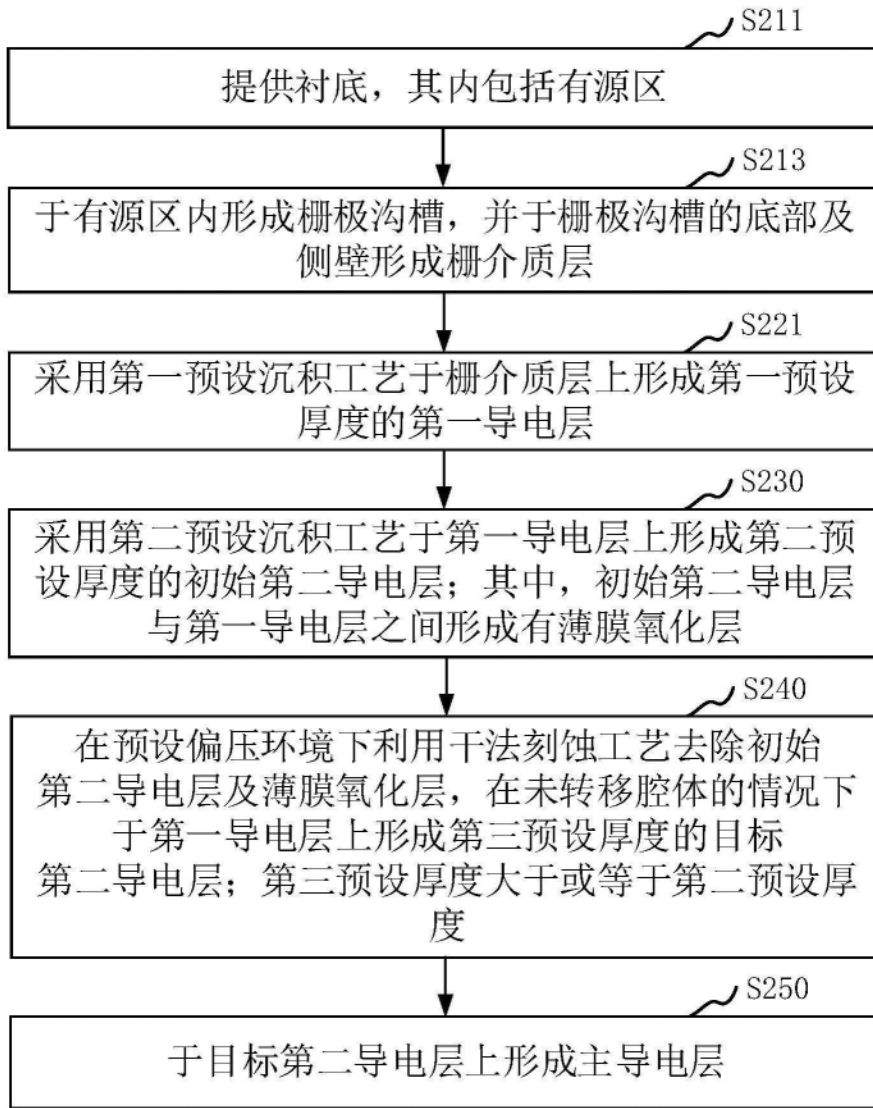 S211
提供衬底，其内包括有源区
S213
于有源区内形成栅极沟槽，并于栅极沟槽的底部及
侧壁形成栅介质层
S221
采用第一预设沉积工艺于栅介质层上形成第一预设
厚度的第一导电层
S230
采用第二预设沉积工艺于第一导电层上形成第二预
设厚度的初始第二导电层；其中，初始第二导电层
与第一导电层之间形成有薄膜氧化层
S240
在预设偏压环境下利用干法刻蚀工艺去除初始
第二导电层及薄膜氧化层，在未转移腔体的情况下
于第一导电层上形成第三预设厚度的目标
第二导电层；第三预设厚度大于或等于第二预设厚
度
S250
于目标第二导电层上形成主导电层